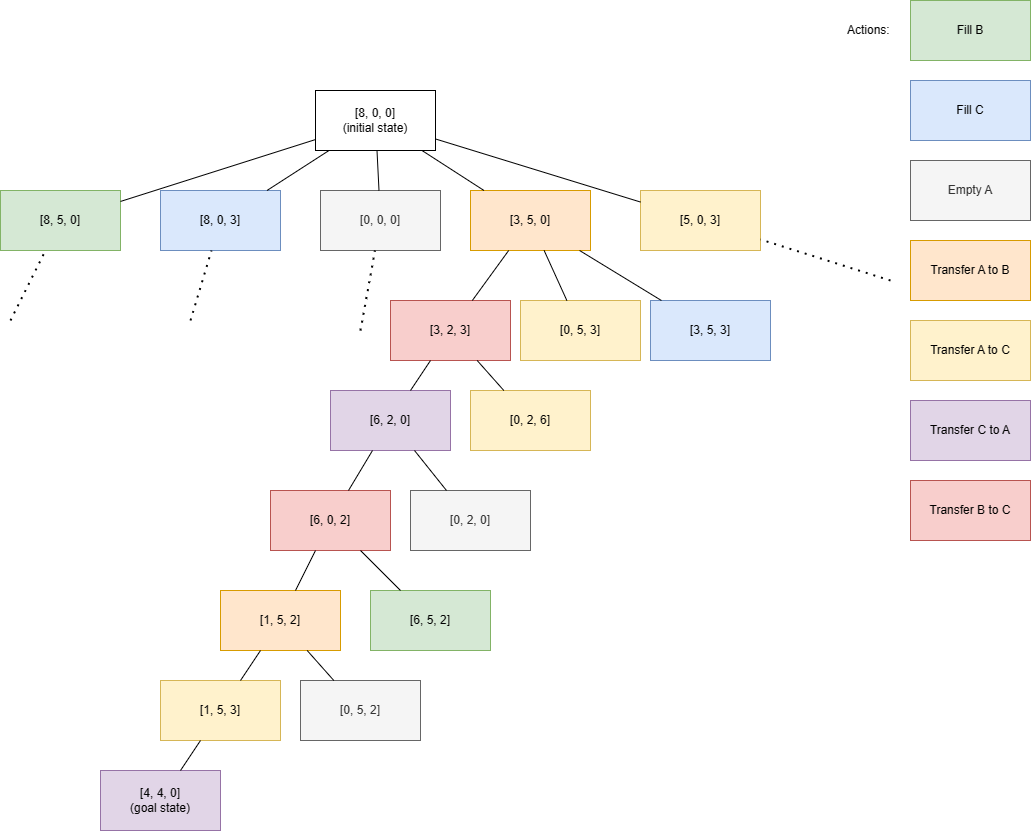 Actions:
Fill B
Fill C
Empty A
Transfer A to B
Transfer A to C
Transfer C to A
Transfer B to C
[8, 0, 0]
(initial state)
[8, 5, 0]
[8, 0, 3]
[0, 0, 0]
[3, 5, 0]
[5, 0, 3]
[3, 2, 3]
[0, 5, 3]
[3, 5, 3]
[6, 2, 0]
[0, 2, 6]
[6, 0, 2]
[0, 2, 0]
[1, 5, 2]
[6, 5, 2]
[1, 5, 3]
[0, 5, 2]
[4, 4, 0]
(goal state)